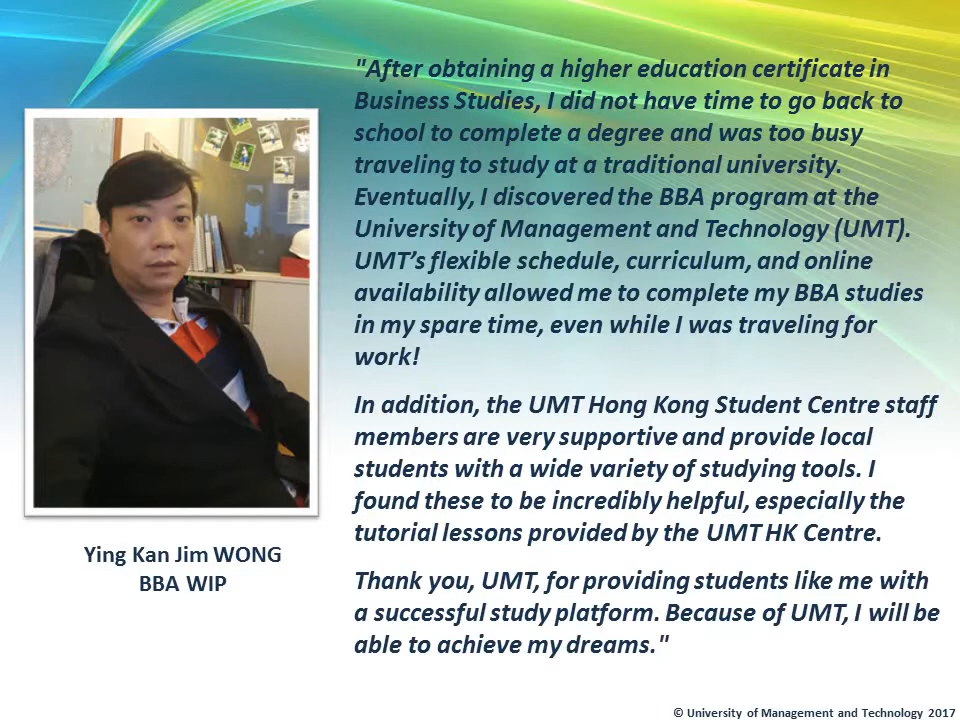 "After obtaining a higher education certificate in
Business Studies, I did not have time to go back to
school to complete a degree and was too busy
traveling to study at a traditional university.
Eventually, I discovered the BBA program at the
University of Management and Technology (UMT).
UMT’s flexible schedule, curriculum, and online
availability allowed me to complete my BBA studies
in my spare time, even while I was traveling for
work!
In addition, the UMT Hong Kong Student Centre staff
members are very supportive and provide local
students with a wide variety of studying tools. I
found these to be incredibly helpful, especially the
tutorial lessons provided by the UMT HK Centre.
Thank you, UMT, for providing students like me with
a successful study platform. Because of UMT, I will be
able to achieve my dreams."
Ying Kan Jim WONG
BBA WIP
© University of Management and Technology 2017